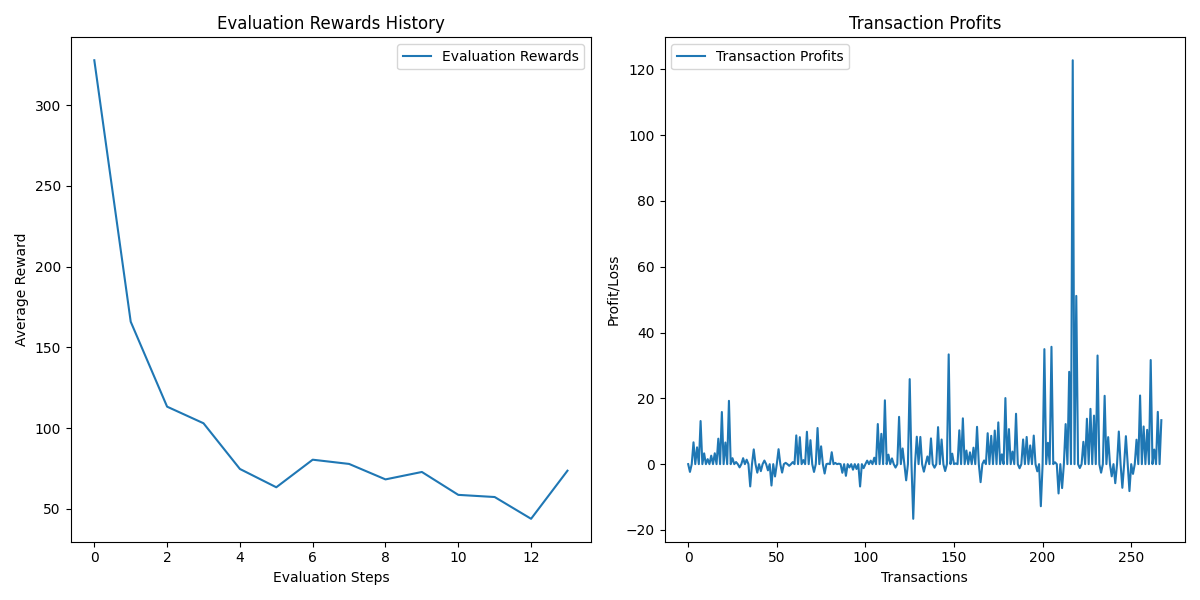 Evaluation Rewards History
Evaluation Rewards
Average Reward
300
250
200
150
100
50
0 2 4 6 8 10 12
Evaluation Steps
Transaction Profits
Transaction Profits
Profit/Loss
120
100
80
60
40
20
0
−20
0 50 100 150 200 250
Transactions